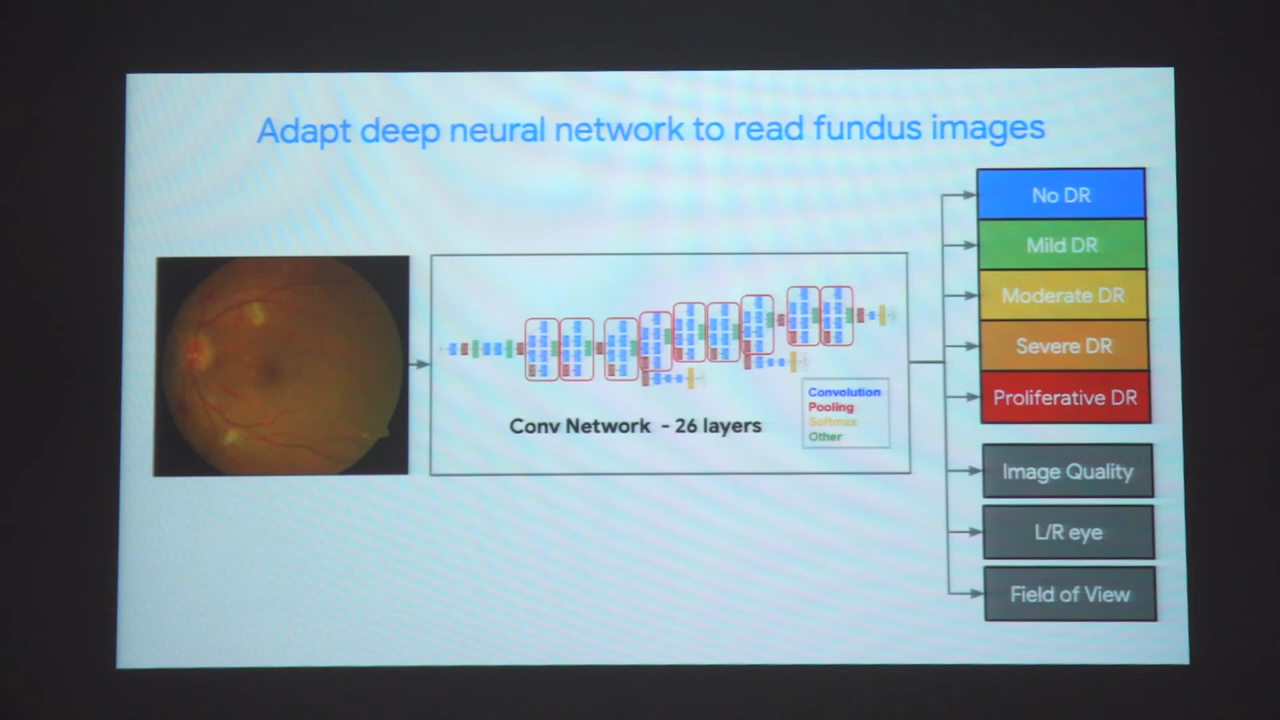 Adapt deep neural network to read fundus images
Conv Network - 26 layers
Convolution
Pooling
Softmax
Other
No DR
Mild DR
Moderate DR
Severe DR
Proliferative DR
Image Quality
L/R eye
Field of View